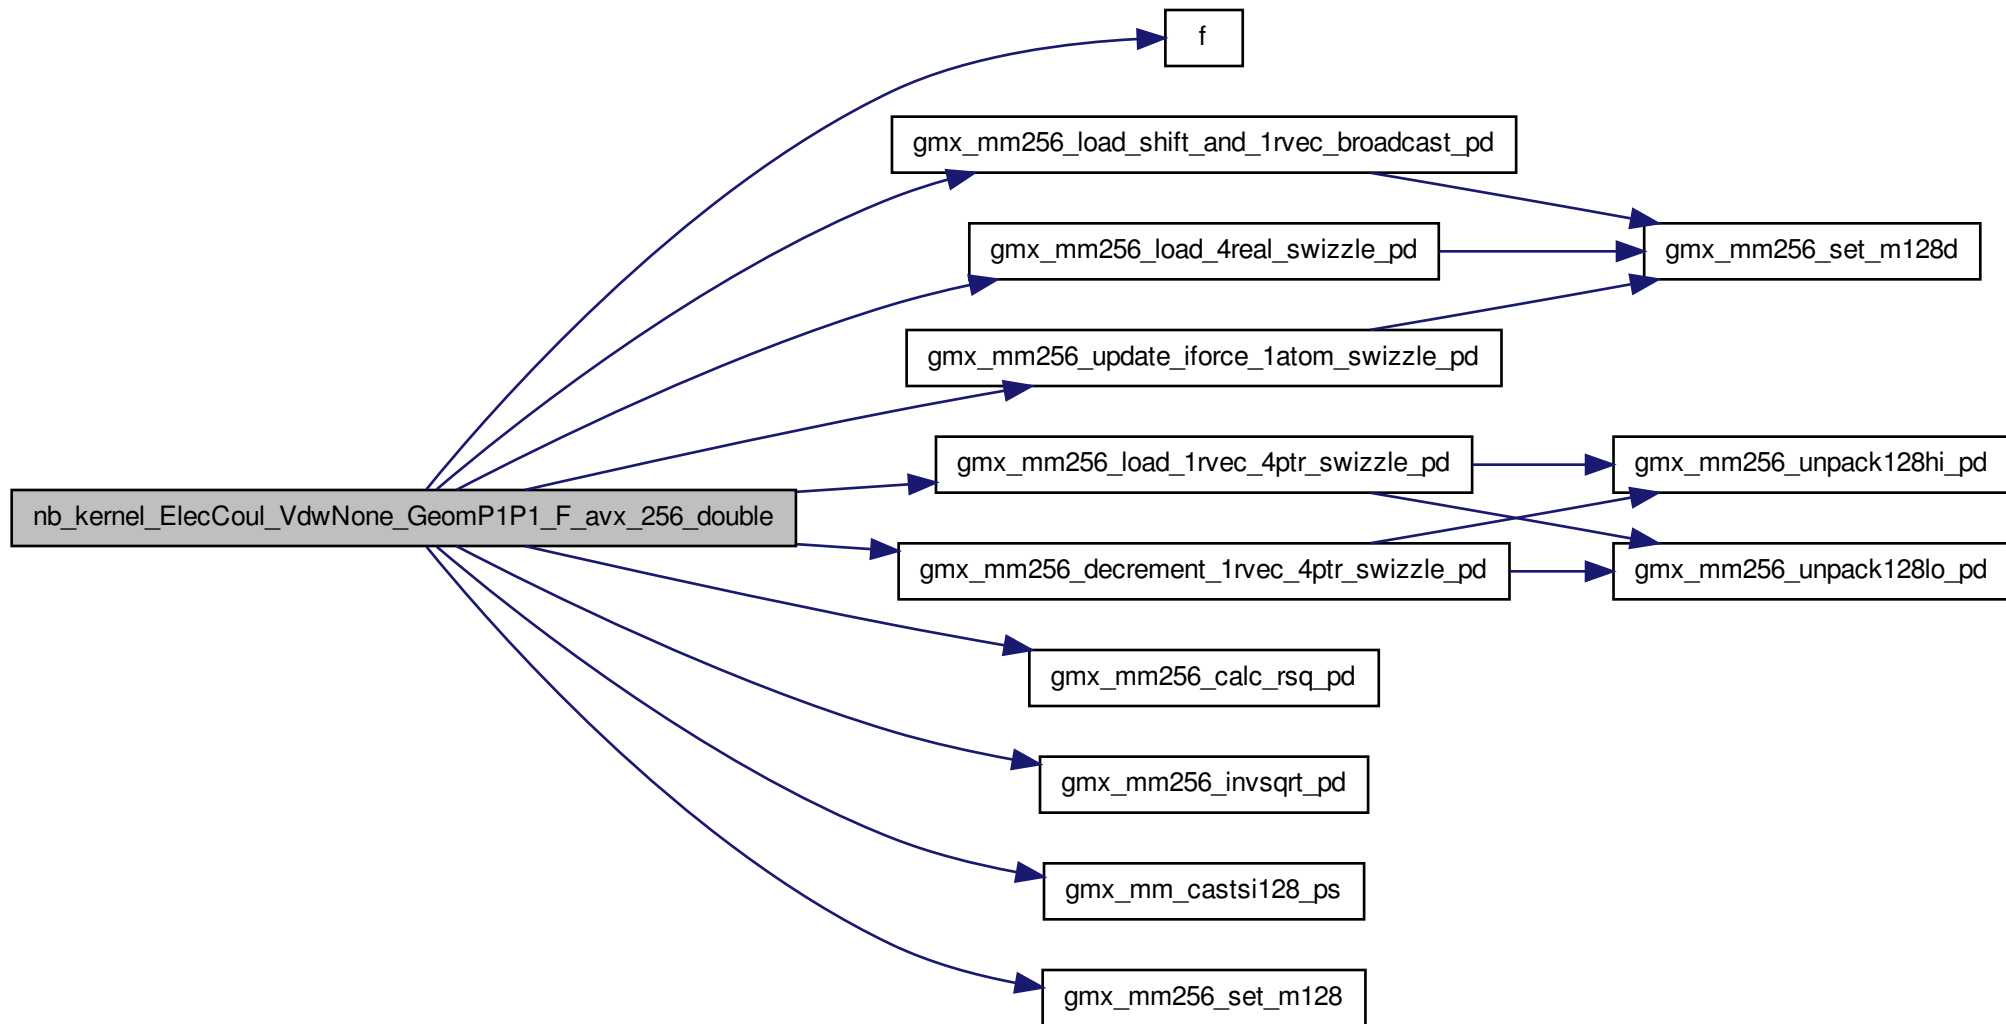 f
gmx_mm256_load_shift_and_1rvec_broadcast_pd
gmx_mm256_load_4real_swizzle_pd
gmx_mm256_set_m128d
gmx_mm256_update_iforce_1atom_swizzle_pd
gmx_mm256_load_1rvec_4ptr_swizzle_pd
gmx_mm256_unpack128hi_pd
nb_kernel_ElecCoul_VdwNone_GeomP1P1_F_avx_256_double
gmx_mm256_decrement_1rvec_4ptr_swizzle_pd
gmx_mm256_unpack128lo_pd
gmx_mm256_calc_rsq_pd
gmx_mm256_invsqrt_pd
gmx_mm_castsi128_ps
gmx_mm256_set_m128